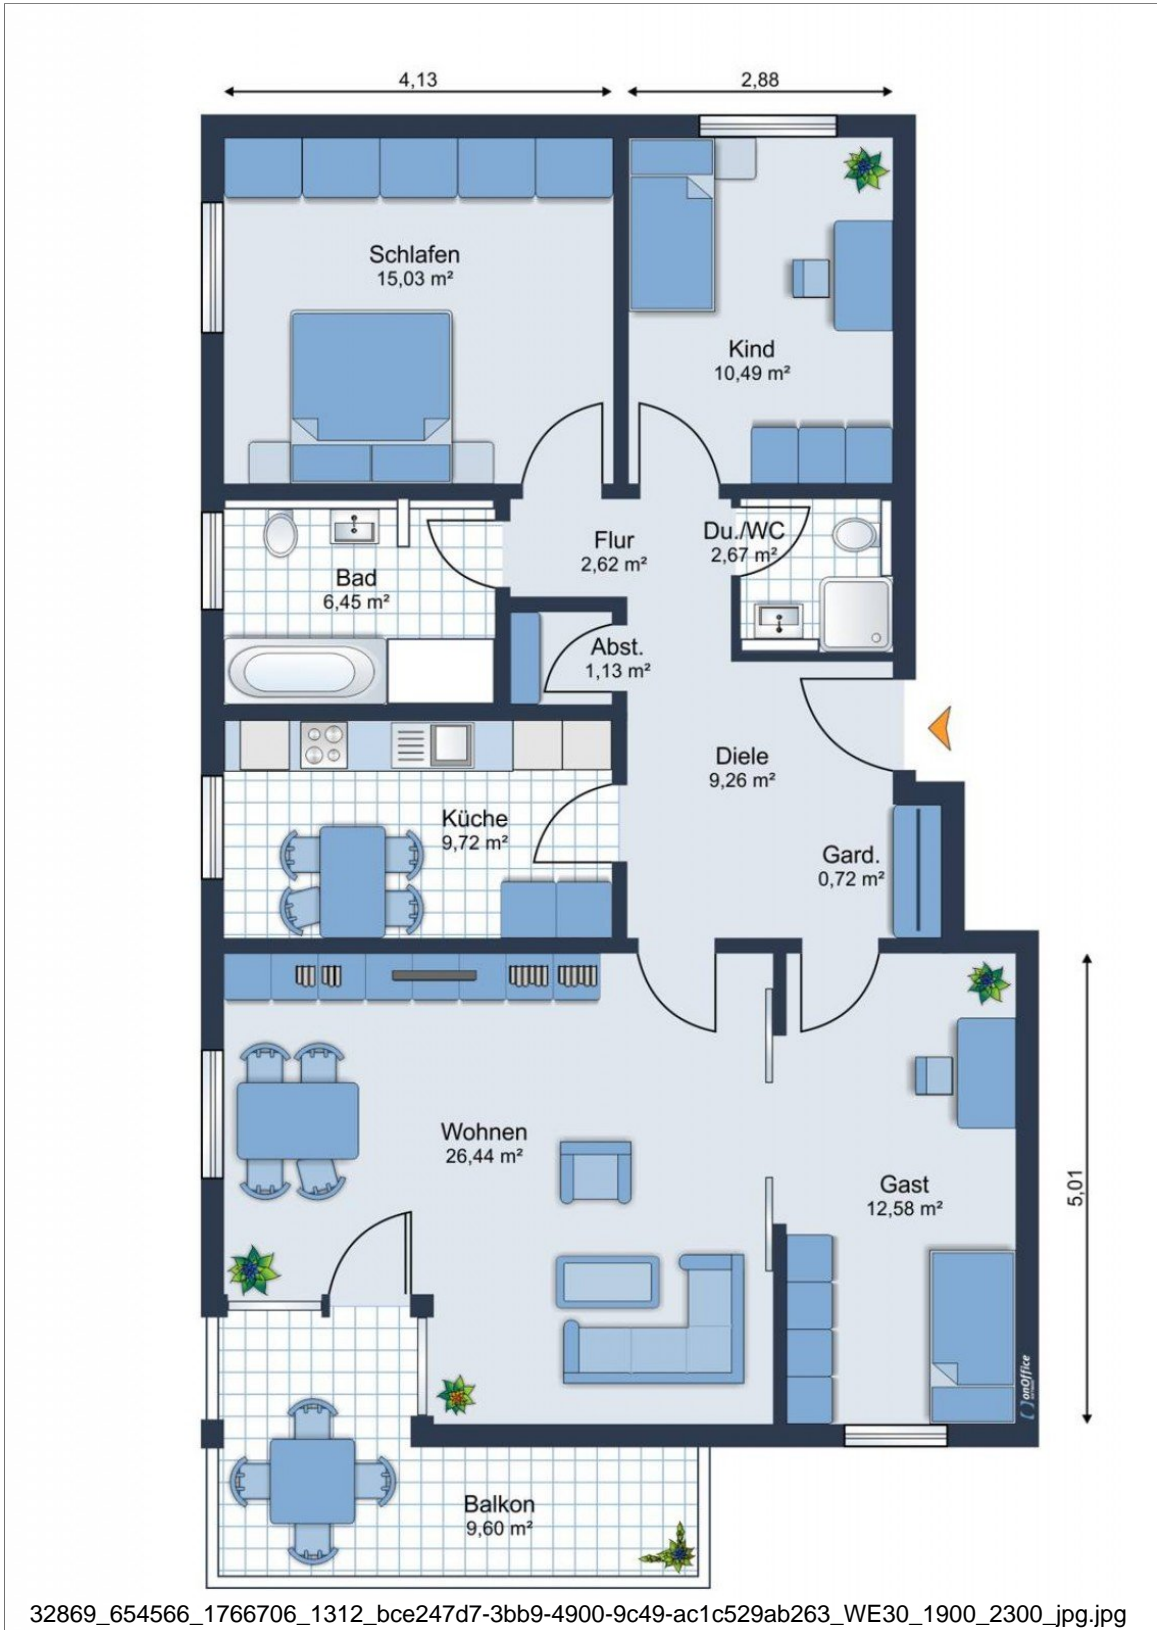 4,13
2,88
Schlafen
15,03 m²
Kind
10,49 m²
Flur
2,62 m²
Du./WC
2,67 m²
Bad
6,45 m²
Abst.
1,13 m²
Diele
9,26 m²
Küche
9,72 m²
Gard.
0,72 m²
Wohnen
26,44 m²
Gast
12,58 m²
5,01
onOffice
Balkon
9,60 m²
32869_654566_1766706_1312_bce247d7-3bb9-4900-9c49-ac1c529ab263_WE30_1900_2300_jpg.jpg